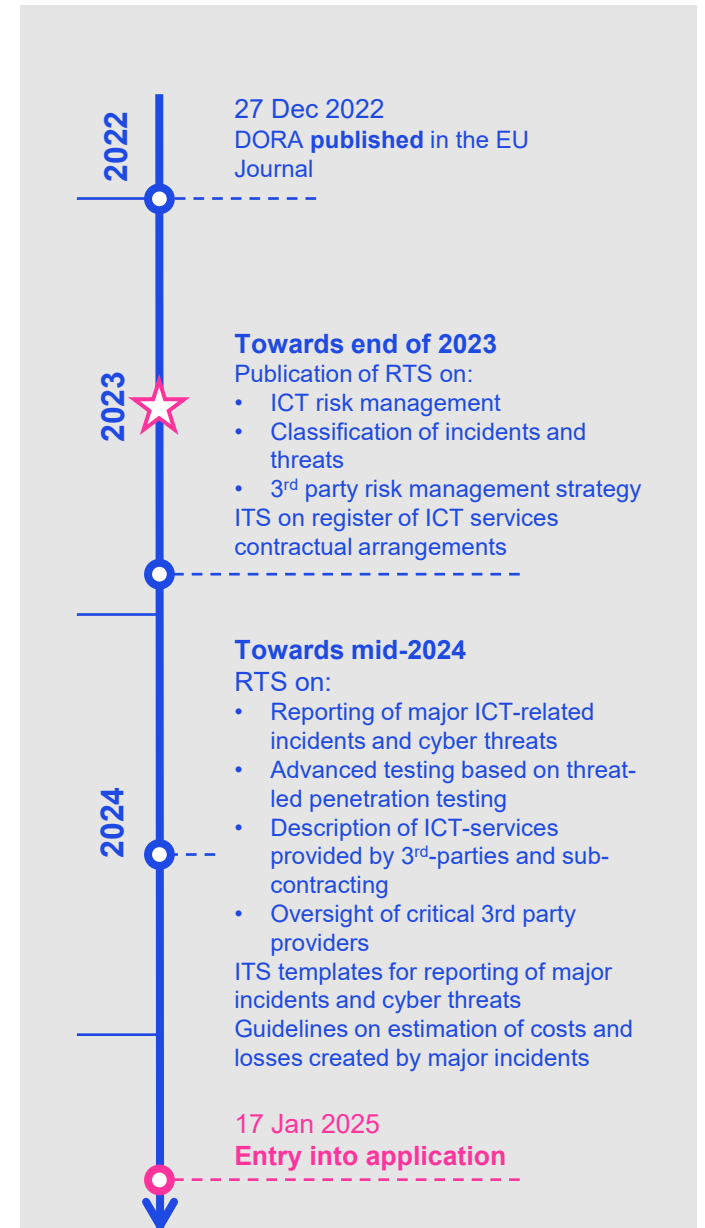 2022
27 Dec 2022
DORA published in the EU
Journal
2023
Towards end of 2023
Publication of RTS on:
• ICT risk management
• Classification of incidents and
threats
• 3rd party risk management strategy
ITS on register of ICT services
contractual arrangements
2024
Towards mid-2024
RTS on:
• Reporting of major ICT-related
incidents and cyber threats
• Advanced testing based on threat-
led penetration testing
• Description of ICT-services
provided by 3rd-parties and sub-
contracting
• Oversight of critical 3rd party
providers
ITS templates for reporting of major
incidents and cyber threats
Guidelines on estimation of costs and
losses created by major incidents
17 Jan 2025
Entry into application